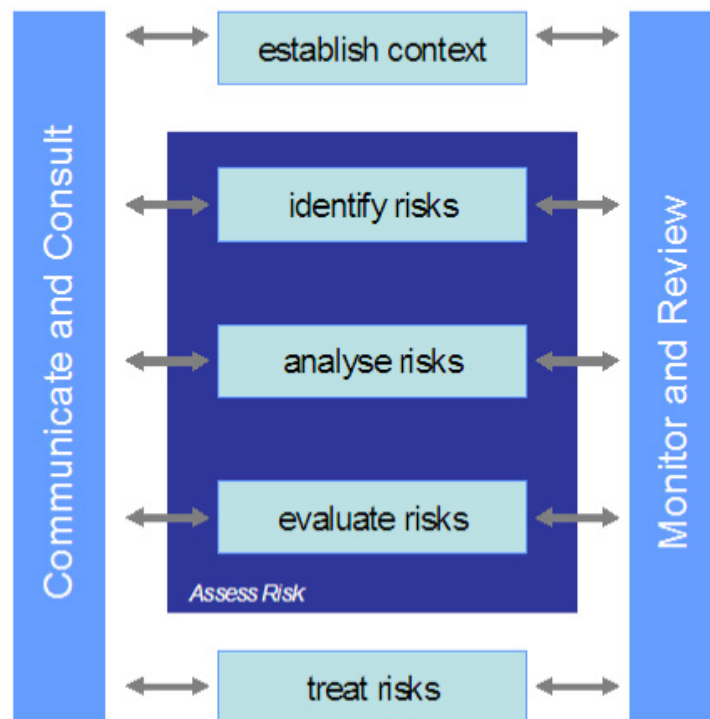 Communicate and Consult
establish context
identify risks
analyse risks
evaluate risks
Assess Risk
treat risks
Monitor and Review